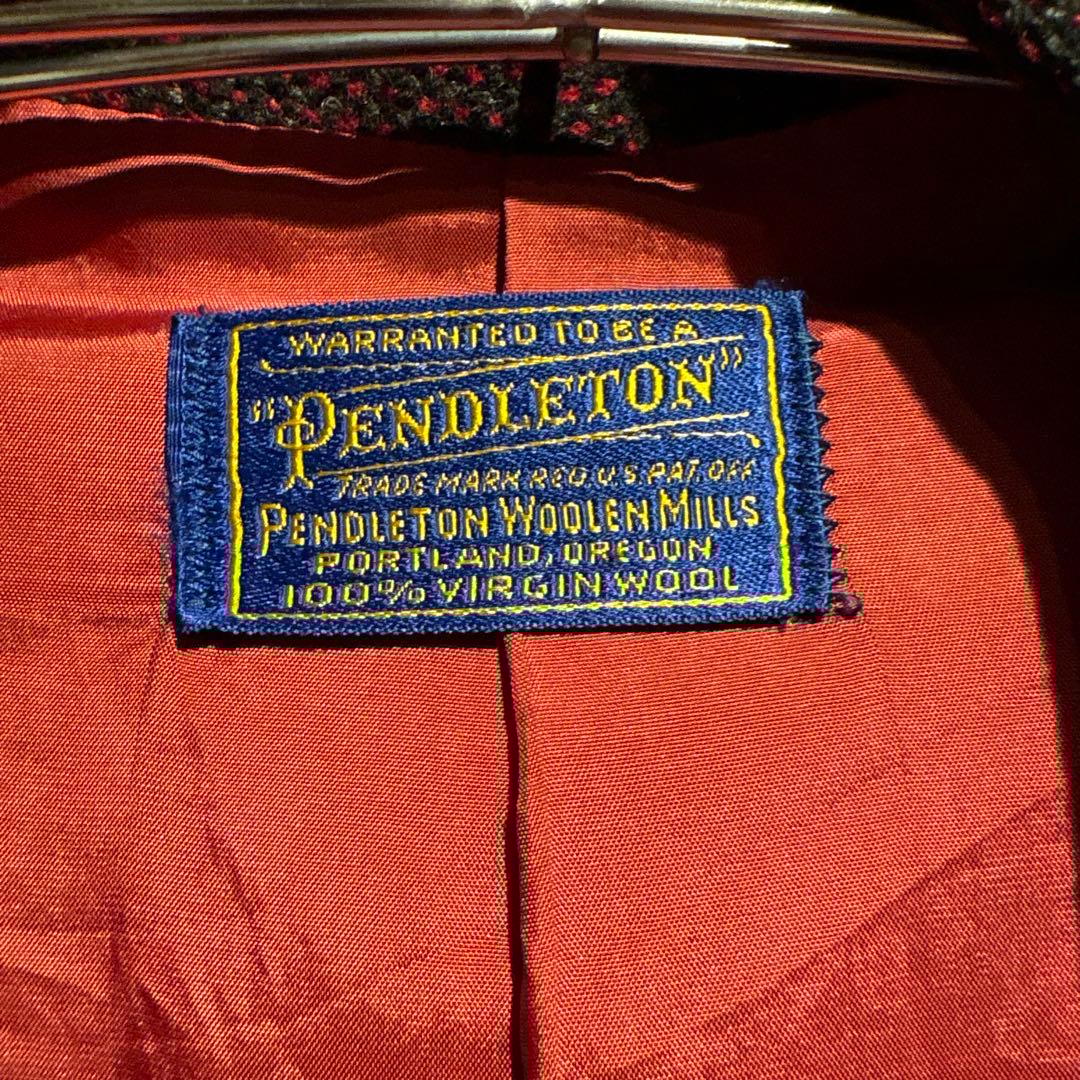 WARRANTED TO BE A
"PENDLETON"
TRADE MARK REG. U.S. PAT. OFF.
PENDLETON WOOLEN MILLS
PORTLAND, OREGON
100% VIRGIN WOOL